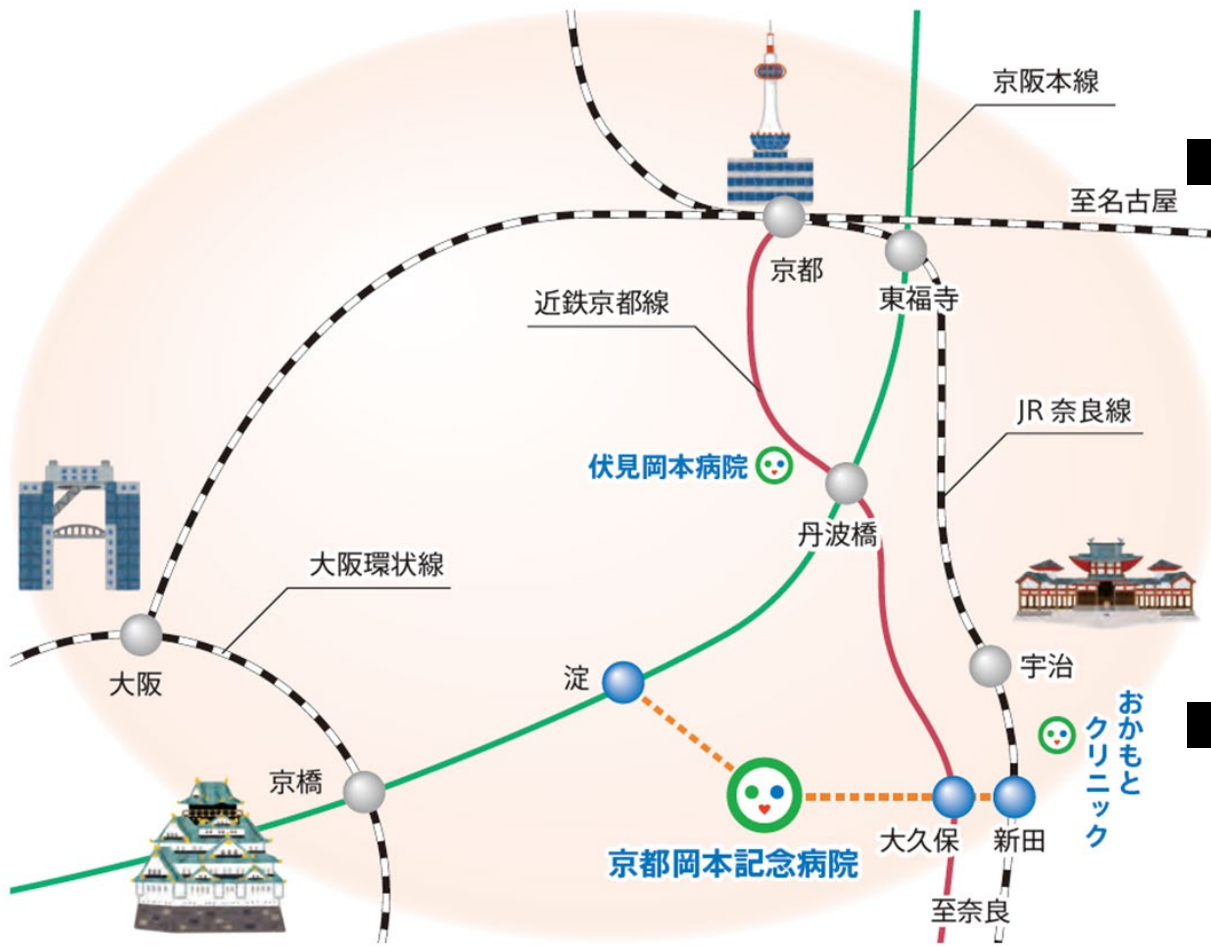 京阪本線
至名古屋
京都
東福寺
近鉄京都線
JR 奈良線
伏見岡本病院
丹波橋
大阪環状線
大阪
淀
宇治
おかもと
クリニック
京橋
大久保
新田
京都岡本記念病院
至奈良